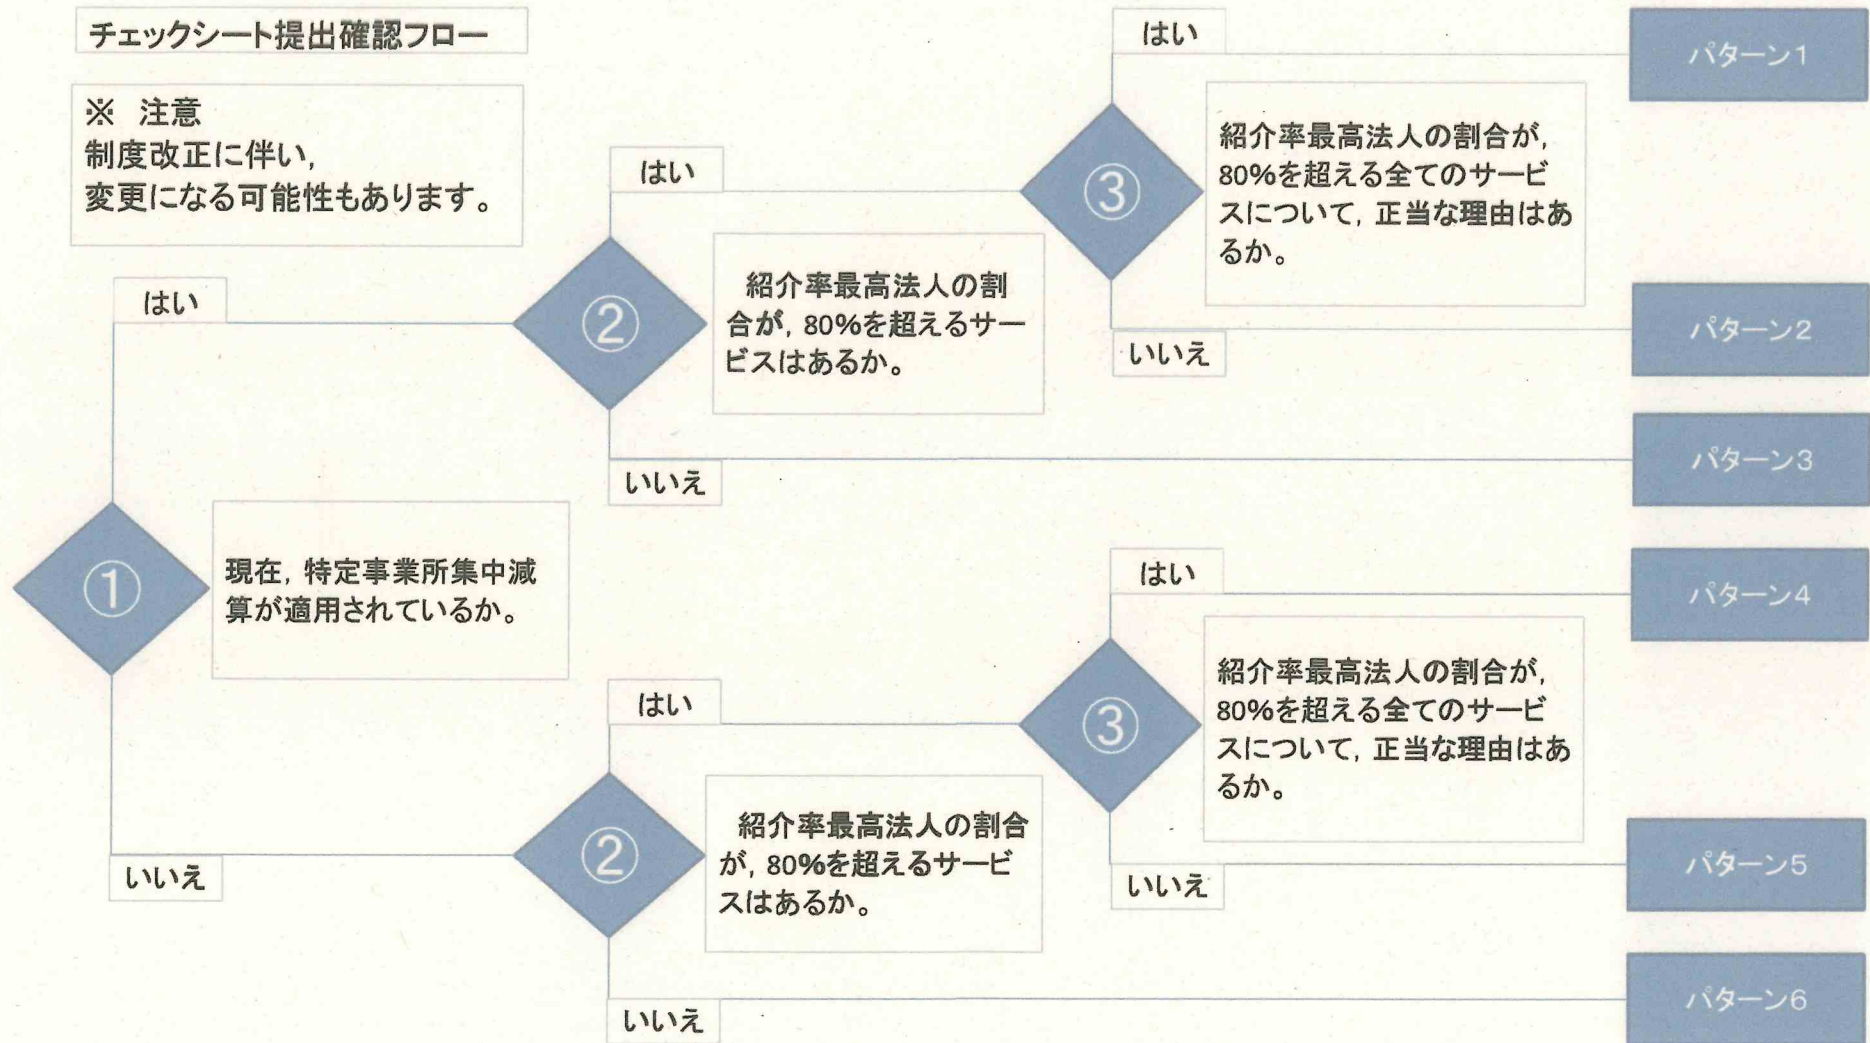 チェックシート提出確認フロー
※ 注意
制度改正に伴い,
変更になる可能性もあります。
①
現在, 特定事業所集中減
算が適用されているか。
はい
②
紹介率最高法人の割
合が, 80%を超えるサー
ビスはあるか。
はい
③
紹介率最高法人の割合が,
80%を超える全てのサービ
スについて, 正当な理由はあ
るか。
はい
パターン1
いいえ
パターン2
いいえ
パターン3
いいえ
②
紹介率最高法人の割合
が, 80%を超えるサービ
スはあるか。
はい
③
紹介率最高法人の割合が,
80%を超える全てのサービ
スについて, 正当な理由はあ
るか。
はい
パターン4
いいえ
パターン5
いいえ
パターン6